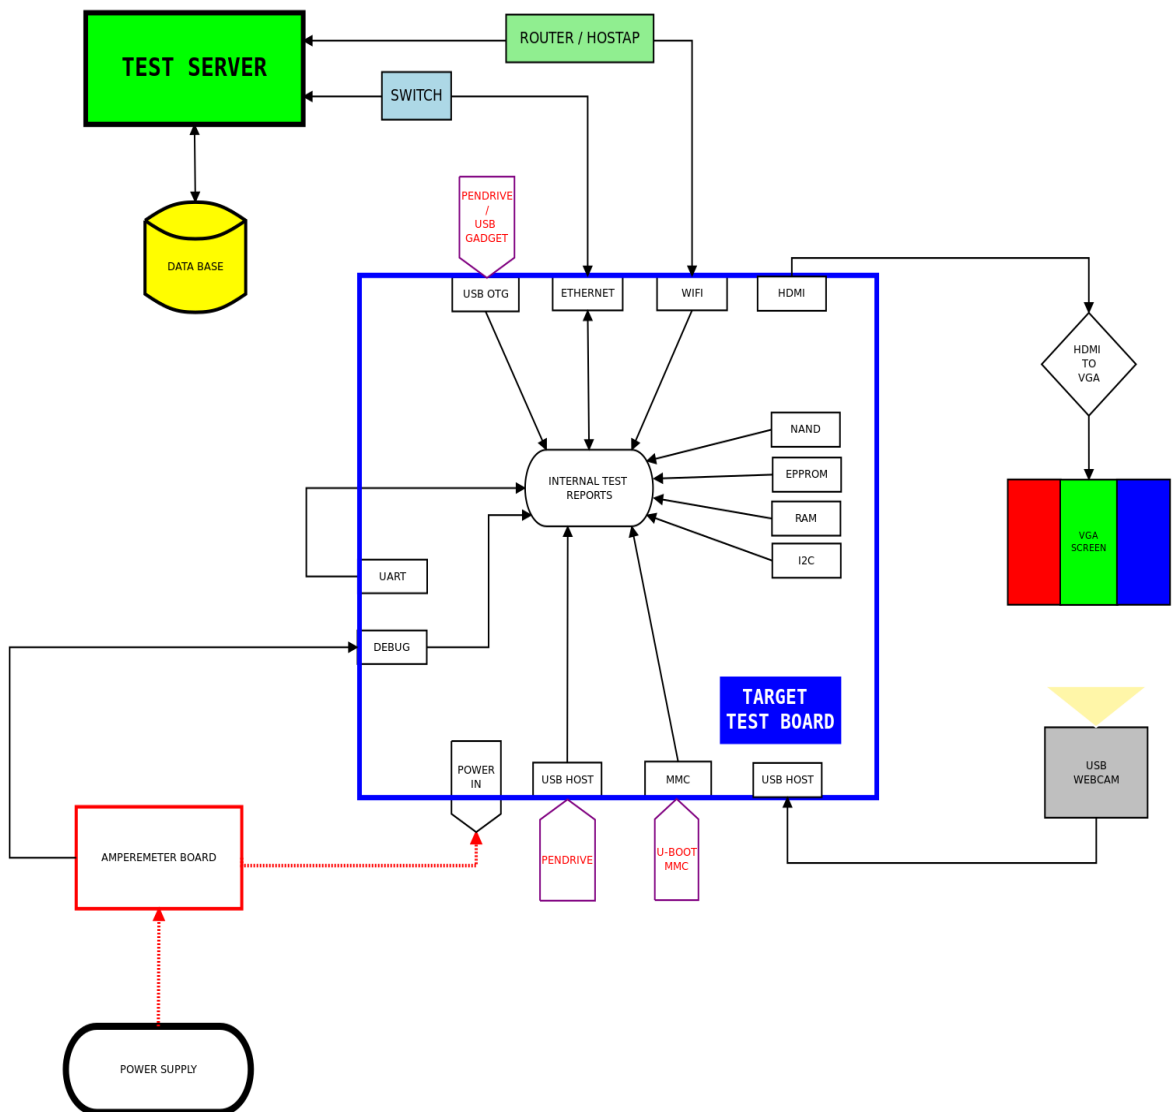 ROUTER / HOSTAP
TEST SERVER
SWITCH
PENDRIVE
/
USB
GADGET
DATA BASE
USB OTG
ETHERNET
WIFI
HDMI
HDMI
TO
VGA
NAND
EPPROM
RAM
I2C
INTERNAL TEST
REPORTS
VGA
SCREEN
UART
DEBUG
TARGET
TEST BOARD
POWER
IN
USB HOST
MMC
USB HOST
USB
WEBCAM
AMPEREMETER BOARD
PENDRIVE
U-BOOT
MMC
POWER SUPPLY